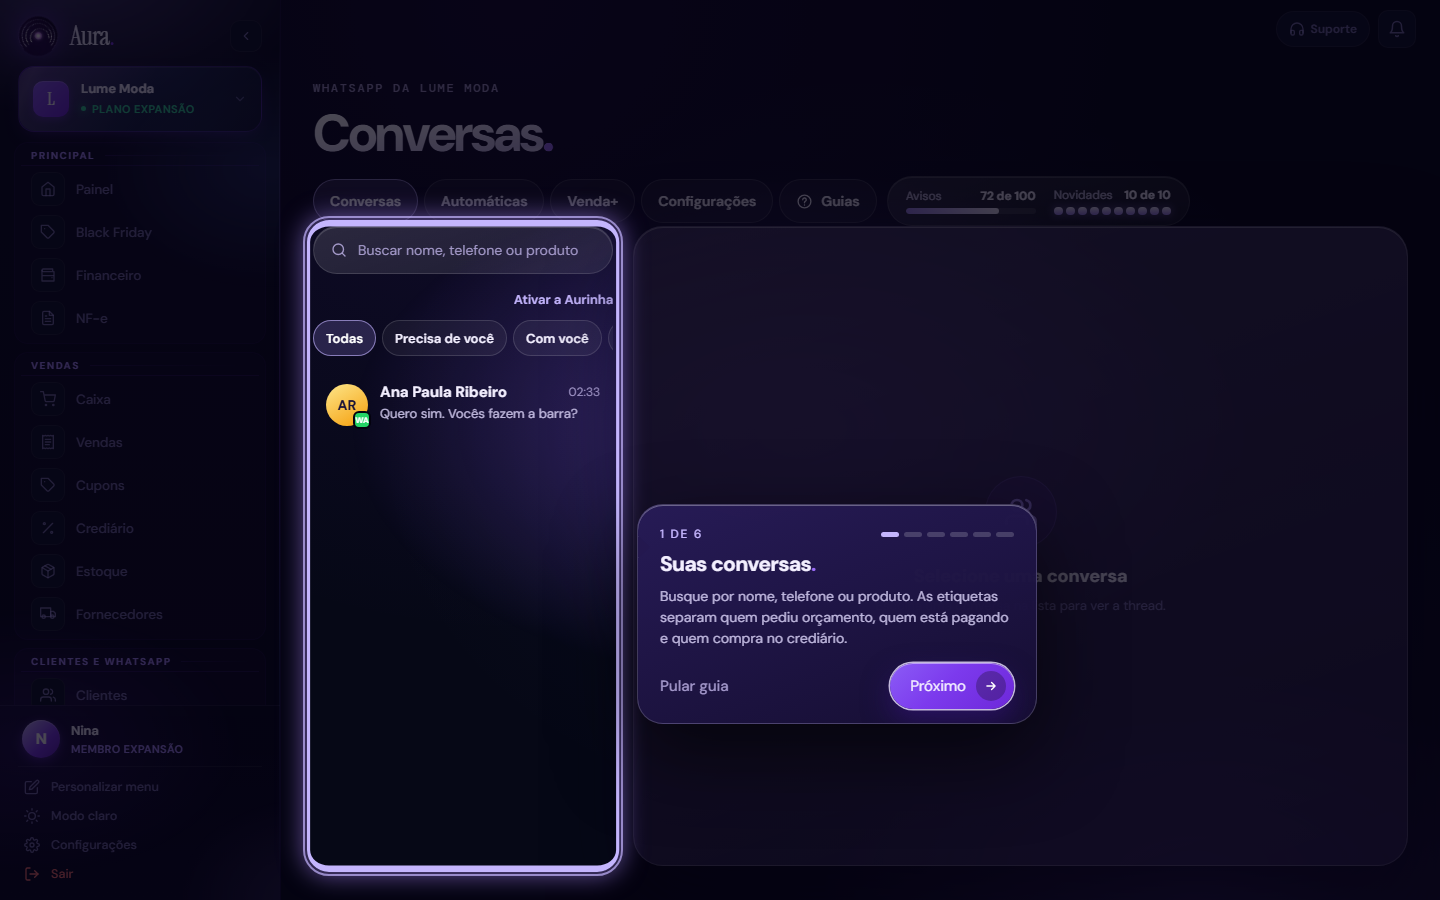 Aura.
Suporte
L
Lume Moda
PLANO EXPANSÃO
PRINCIPAL
Painel
Black Friday
Financeiro
NF-e
VENDAS
Caixa
Vendas
Cupons
Crediário
Estoque
Fornecedores
CLIENTES E WHATSAPP
Clientes
N
Nina
MEMBRO EXPANSÃO
Personalizar menu
Modo claro
Configurações
Sair
WHATSAPP DA LUME MODA
Conversas.
Conversas
Automáticas
Venda+
Configurações
Guias
Avisos 72 de 100
Novidades 10 de 10
Buscar nome, telefone ou produto
Ativar a Aurinha
Todas
Precisa de você
Com você
AR
WA
Ana Paula Ribeiro
02:33
Quero sim. Vocês fazem a barra?
a conversa
para ver a thread.
1 DE 6
Suas conversas.
Busque por nome, telefone ou produto. As etiquetas
separam quem pediu orçamento, quem está pagando
e quem compra no crediário.
Pular guia
Próximo